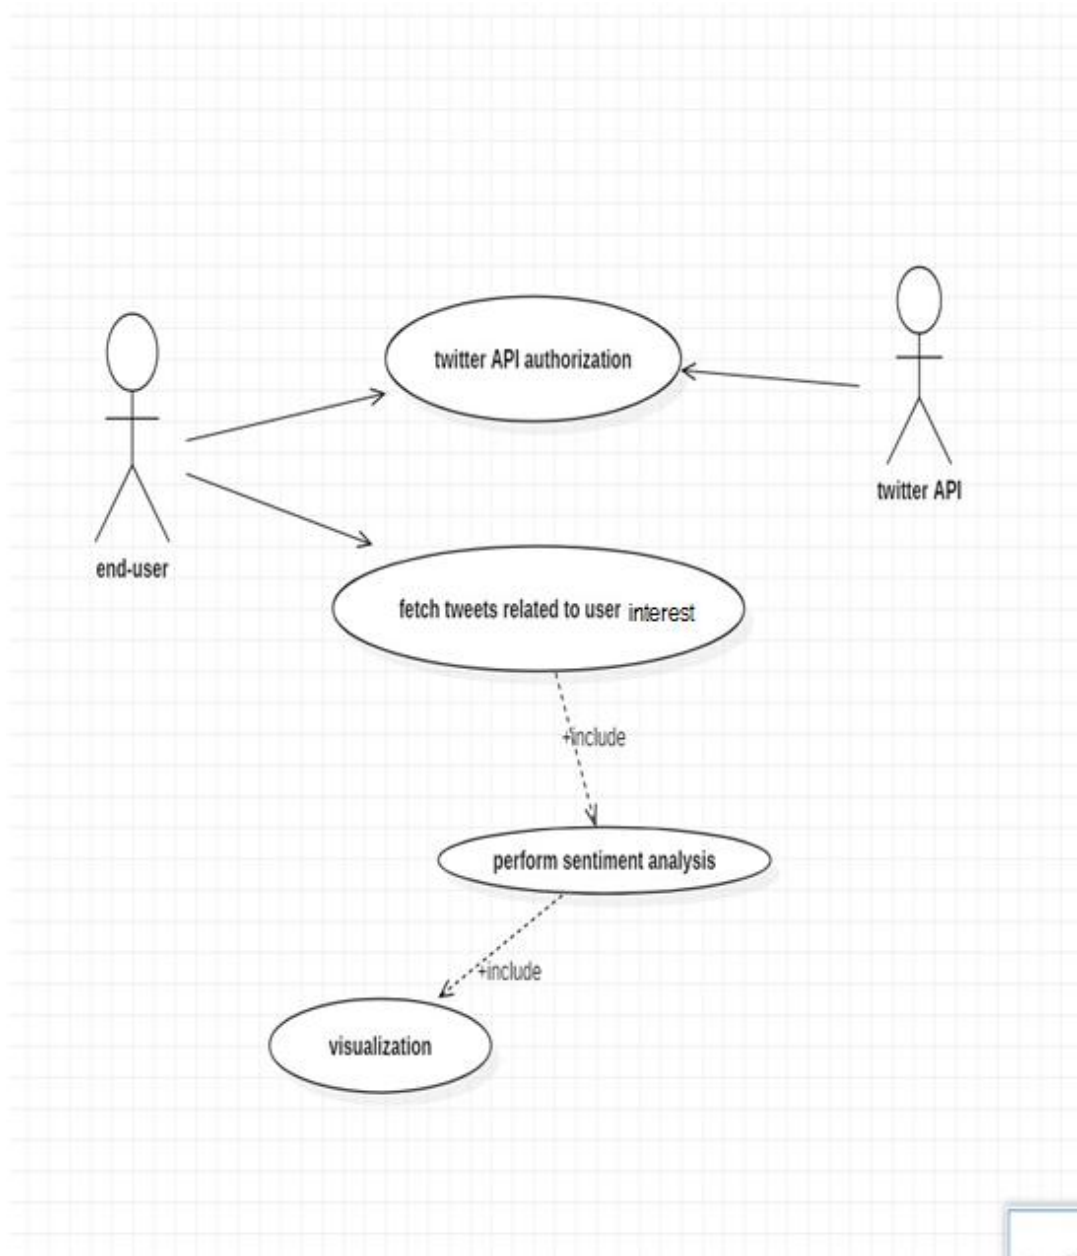 twitter API authorization
twitter API
end-user
fetch tweets related to user interest
+include
perform sentiment analysis
+include
visualization